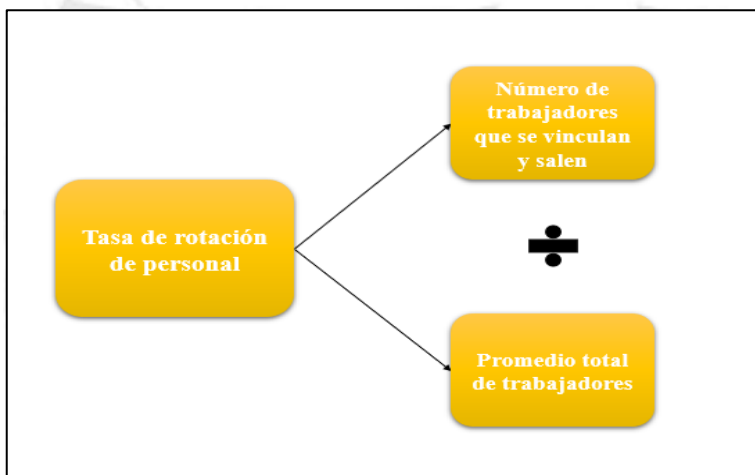 Número de
trabajadores
que se vinculan
y salen
Tasa de rotación
de personal
÷
Promedio total
de trabajadores